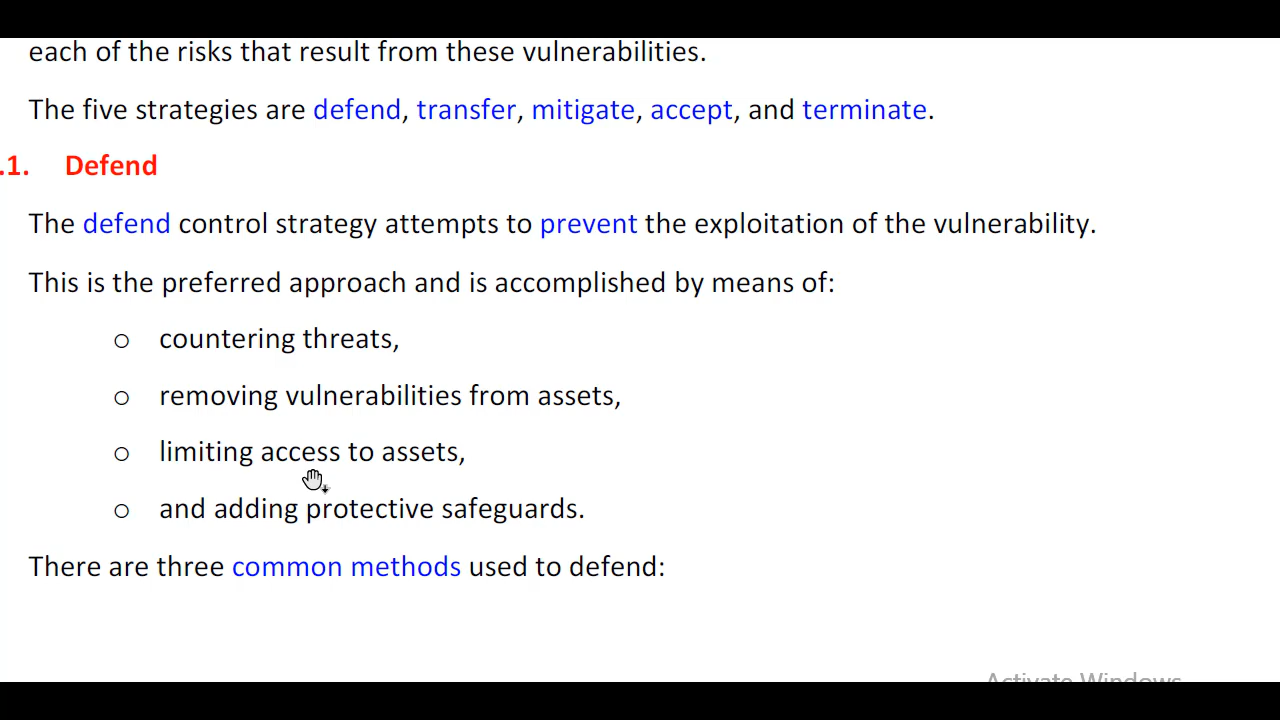 each of the risks that result from these vulnerabilities.
The five strategies are defend, transfer, mitigate, accept, and terminate.
.1. Defend
The defend control strategy attempts to prevent the exploitation of the vulnerability.
This is the preferred approach and is accomplished by means of:
o countering threats,
o removing vulnerabilities from assets,
o limiting access to assets,
o and adding protective safeguards.
There are three common methods used to defend:
Activate Windows